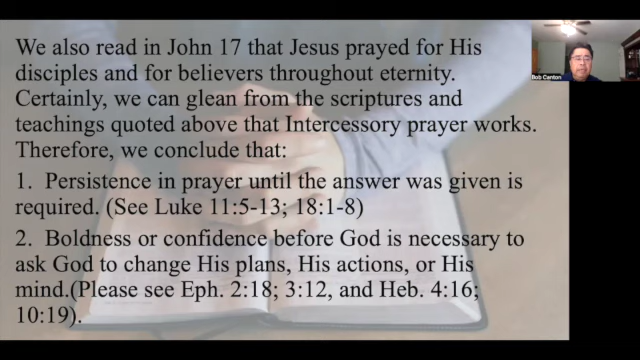 We also read in John 17 that Jesus prayed for His
disciples and for believers throughout eternity.
Certainly, we can glean from the scriptures and
teachings quoted above that Intercessory prayer works.
Therefore, we conclude that:
1.  Persistence in prayer until the answer was given is
required. (See Luke 11:5-13; 18:1-8)
2.  Boldness or confidence before God is necessary to
ask God to change His plans, His actions, or His
mind.(Please see Eph. 2:18; 3:12, and Heb. 4:16;
10:19).
Bob Canton